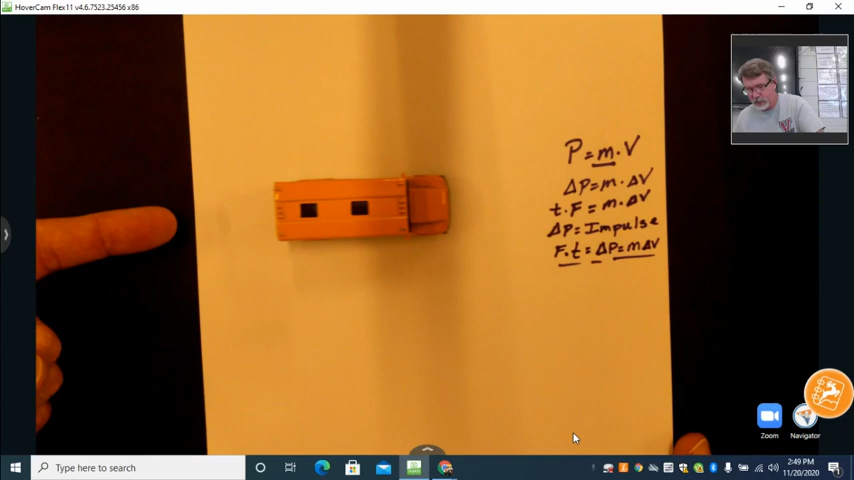 HoverCam Flex11 v4.6.7523.25456 x86
P = m · V
ΔP = m · ΔV
t · F = m · ΔV
ΔP = Impulse
F · t = ΔP = mΔV
Zoom
Navigator
Type here to search
2:49 PM
11/20/2020